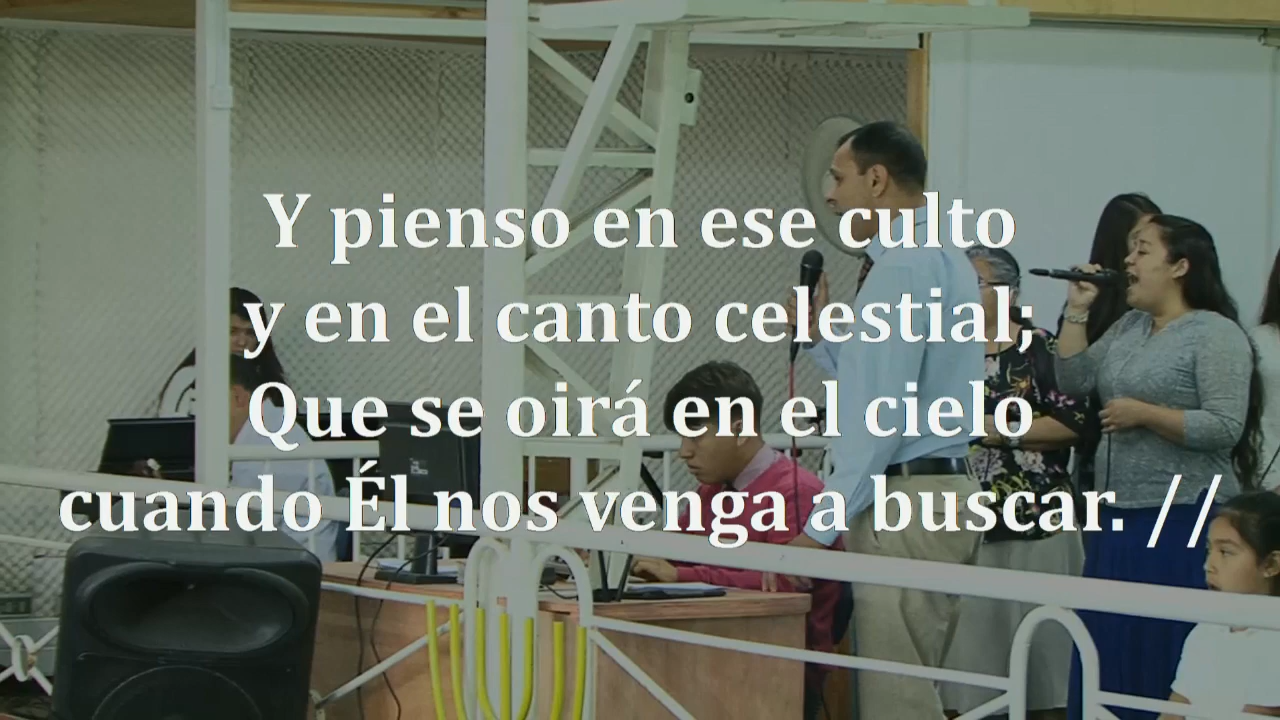 Y pienso en ese culto
y en el canto celestial;
Que se oirá en el cielo
cuando Él nos venga a buscar. //